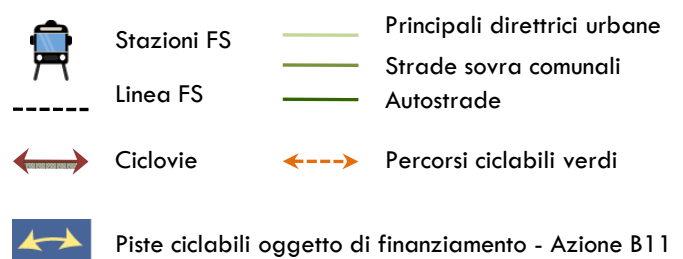 Stazioni FS
Principali direttrici urbane
Strade sovra comunali
Linea FS
Autostrade
Ciclovie
Percorsi ciclabili verdi
Piste ciclabili oggetto di finanziamento - Azione B11